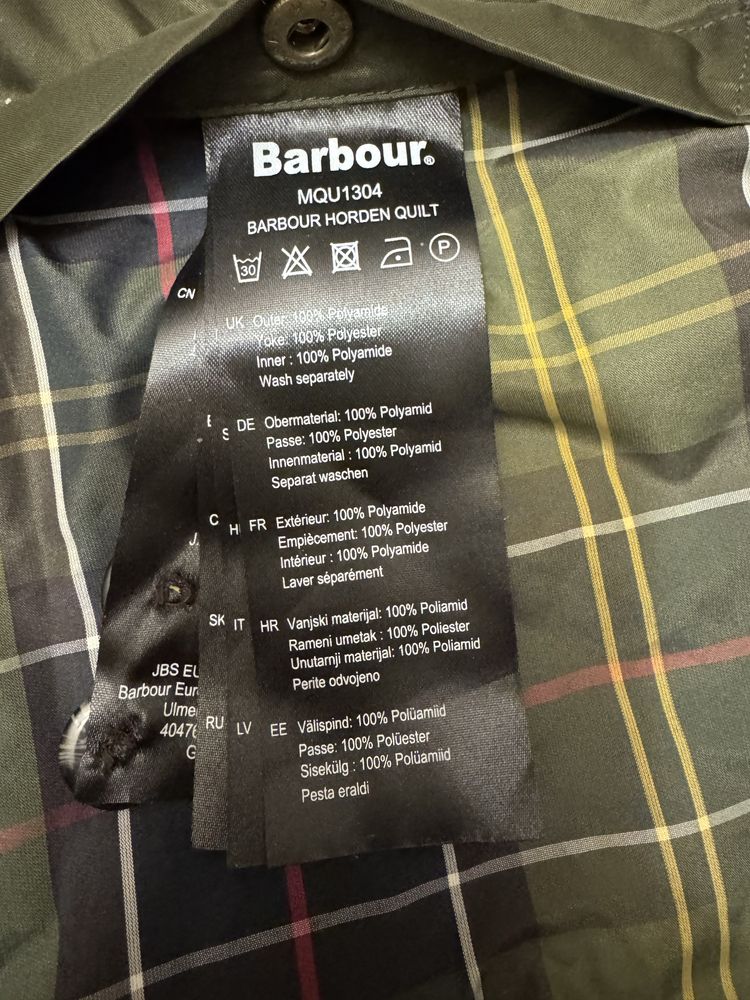 Barbour®
MQU1304
BARBOUR HORDEN QUILT
30
P
CN
UK Outer: 100% Polyamide
Yoke: 100% Polyester
Inner : 100% Polyamide
Wash separately
DE Obermaterial: 100% Polyamid
Passe: 100% Polyester
Innenmaterial : 100% Polyamid
Separat waschen
FR Extérieur: 100% Polyamide
Empiècement: 100% Polyester
Intérieur : 100% Polyamide
Laver séparément
SK IT HR Vanjski materijal: 100% Poliamid
Rameni umetak : 100% Poliester
Unutarnji materijal: 100% Poliamid
Perite odvojeno
RU LV EE Välispind: 100% Polüamiid
Passe: 100% Polüester
Sisekülg : 100% Polüamiid
Pesta eraldi
JBS EU
Barbour Eur
Ulme
4047
G